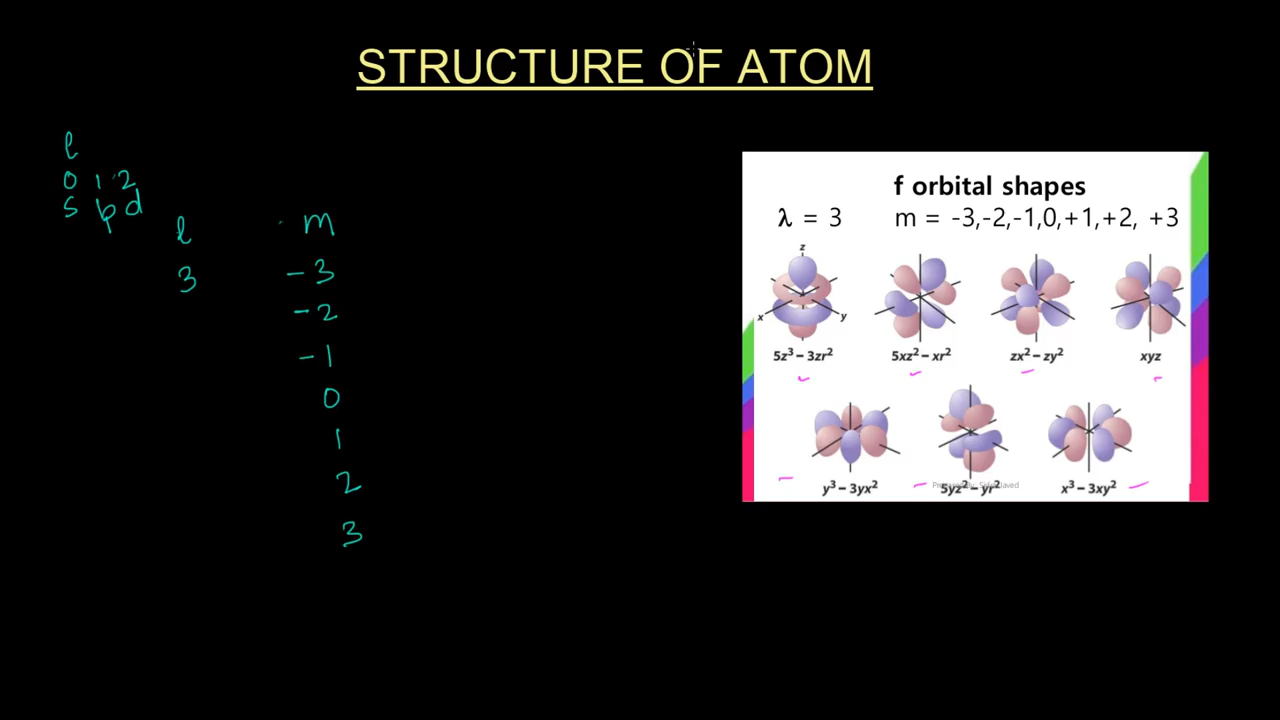 STRUCTURE OF ATOM
l
0 1 2
s p d
l m
3 -3
-2
-1
0
1
2
3
f orbital shapes
λ = 3 m = -3,-2,-1,0,+1,+2, +3
z
x y
5z³ – 3zr² 5xz² – xr² zx² – zy² xyz
y³ – 3yx² 5yz² – yr² x³ – 3xy²